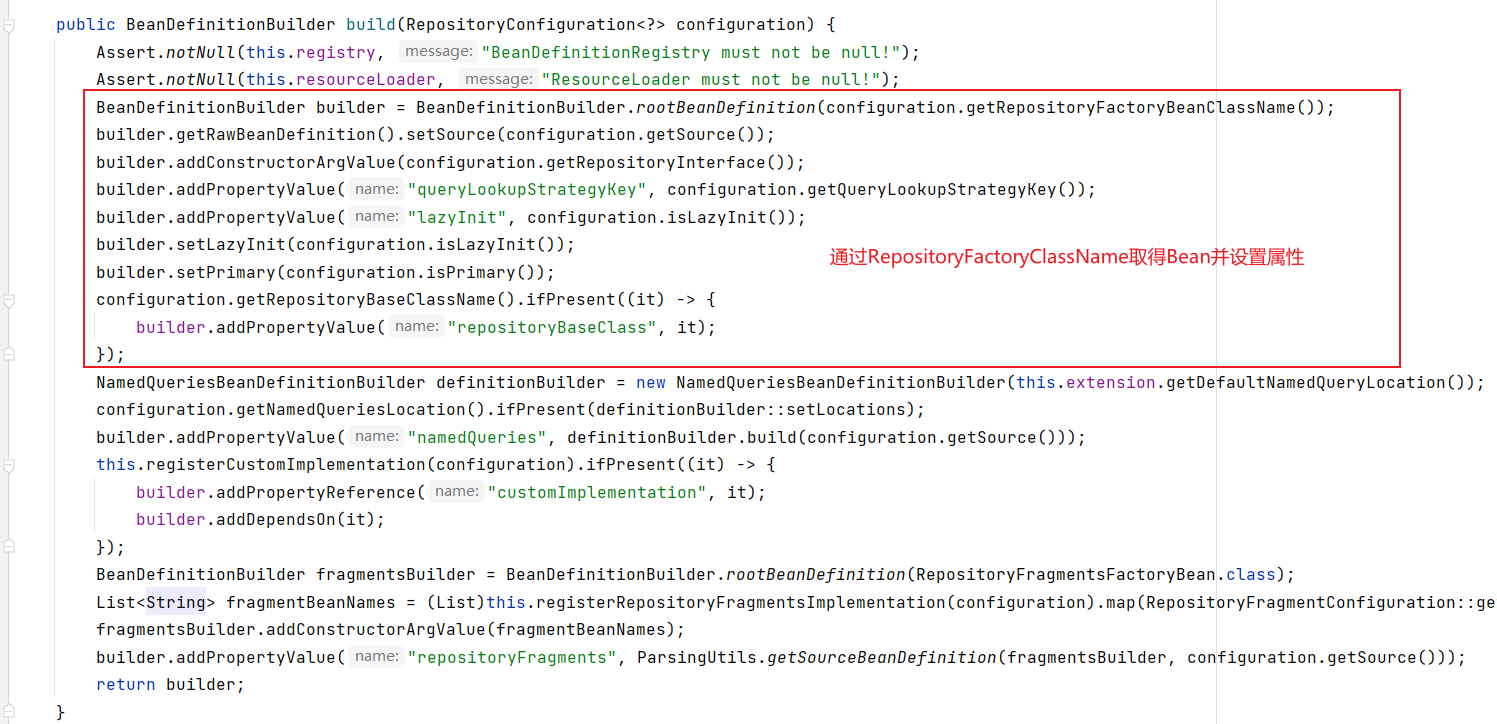 public BeanDefinitionBuilder build(RepositoryConfiguration<?> configuration) {
Assert.notNull(this.registry, message: "BeanDefinitionRegistry must not be null!");
Assert.notNull(this.resourceLoader, message: "ResourceLoader must not be null!");
BeanDefinitionBuilder builder = BeanDefinitionBuilder.rootBeanDefinition(configuration.getRepositoryFactoryBeanClassName());
builder.getRawBeanDefinition().setSource(configuration.getSource());
builder.addConstructorArgValue(configuration.getRepositoryInterface());
builder.addPropertyValue( name: "queryLookupStrategyKey", configuration.getQueryLookupStrategyKey());
builder.addPropertyValue( name: "lazyInit", configuration.isLazyInit());
builder.setLazyInit(configuration.isLazyInit());
通过RepositoryFactoryClassName取得Bean并设置属性
builder.setPrimary(configuration.isPrimary());
configuration.getRepositoryBaseClassName().ifPresent((it) -> {
builder.addPropertyValue( name: "repositoryBaseClass", it);
});
NamedQueriesBeanDefinitionBuilder definitionBuilder = new NamedQueriesBeanDefinitionBuilder(this.extension.getDefaultNamedQueryLocation());
configuration.getNamedQueriesLocation().ifPresent(definitionBuilder::setLocations);
builder.addPropertyValue( name: "namedQueries", definitionBuilder.build(configuration.getSource()));
this.registerCustomImplementation(configuration).ifPresent((it) -> {
builder.addPropertyReference( name: "customImplementation", it);
builder.addDependsOn(it);
});
BeanDefinitionBuilder fragmentsBuilder = BeanDefinitionBuilder.rootBeanDefinition(RepositoryFragmentsFactoryBean.class);
List<String> fragmentBeanNames = (List)this.registerRepositoryFragmentsImplementation(configuration).map(RepositoryFragmentConfiguration::ge
fragmentsBuilder.addConstructorArgValue(fragmentBeanNames);
builder.addPropertyValue( name: "repositoryFragments", ParsingUtils.getSourceBeanDefinition(fragmentsBuilder, configuration.getSource()));
return builder;
}